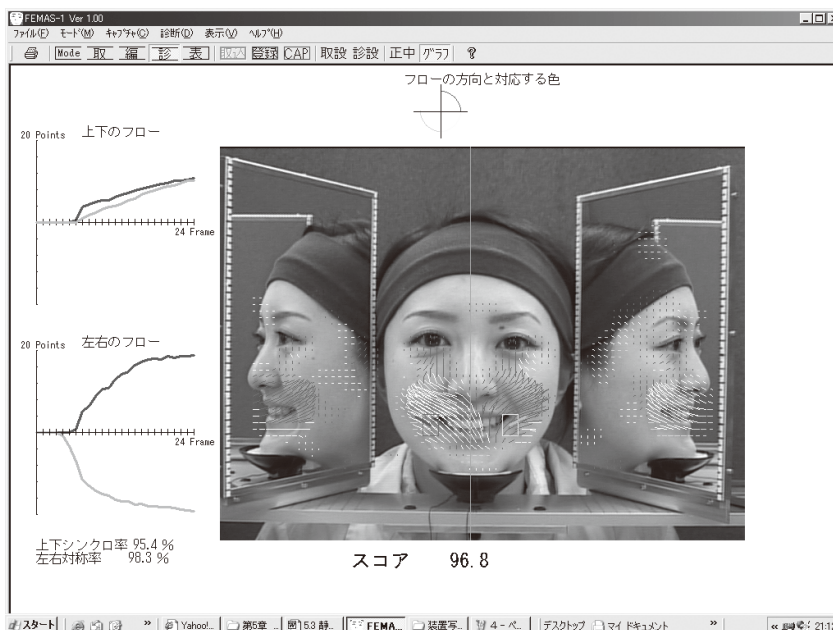 FEMAS-1 Ver 1.00
ファイル(F) モード(M) キャプチャ(C) 診断(D) 表示(V) ヘルプ(H)
Mode 取 編 診 表 取込 登録 CAP 取設 診設 正中 グラフ ?
フローの方向と対応する色
20 Points 上下のフロー
24 Frame
20 Points 左右のフロー
24 Frame
上下シンクロ率 95.4 %
左右対称率 98.3 %
スコア 96.8
スタート » Yahoo!... 第5章 ... 5.3 静... FEMA... 装置写... 4 - ペ... デスクトップ マイ ドキュメント » « 21:12